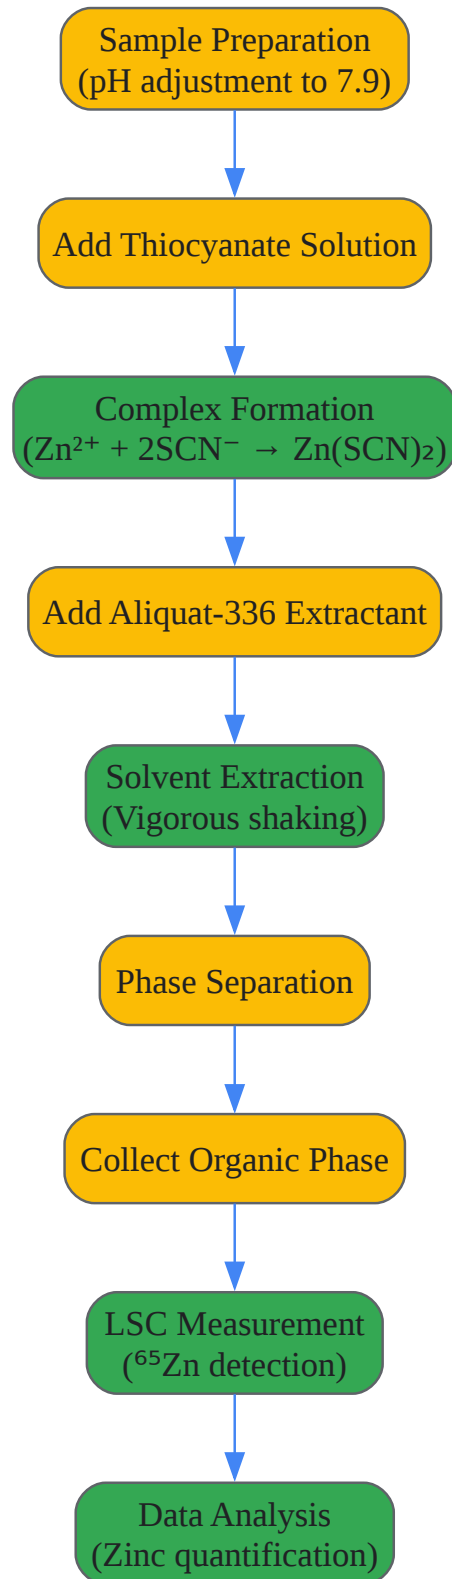 Sample Preparation
(pH adjustment to 7.9)
Add Thiocyanate Solution
Complex Formation
(Zn²⁺ + 2SCN⁻ → Zn(SCN)₂)
Add Aliquat-336 Extractant
Solvent Extraction
(Vigorous shaking)
Phase Separation
Collect Organic Phase
LSC Measurement
(⁶⁵Zn detection)
Data Analysis
(Zinc quantification)